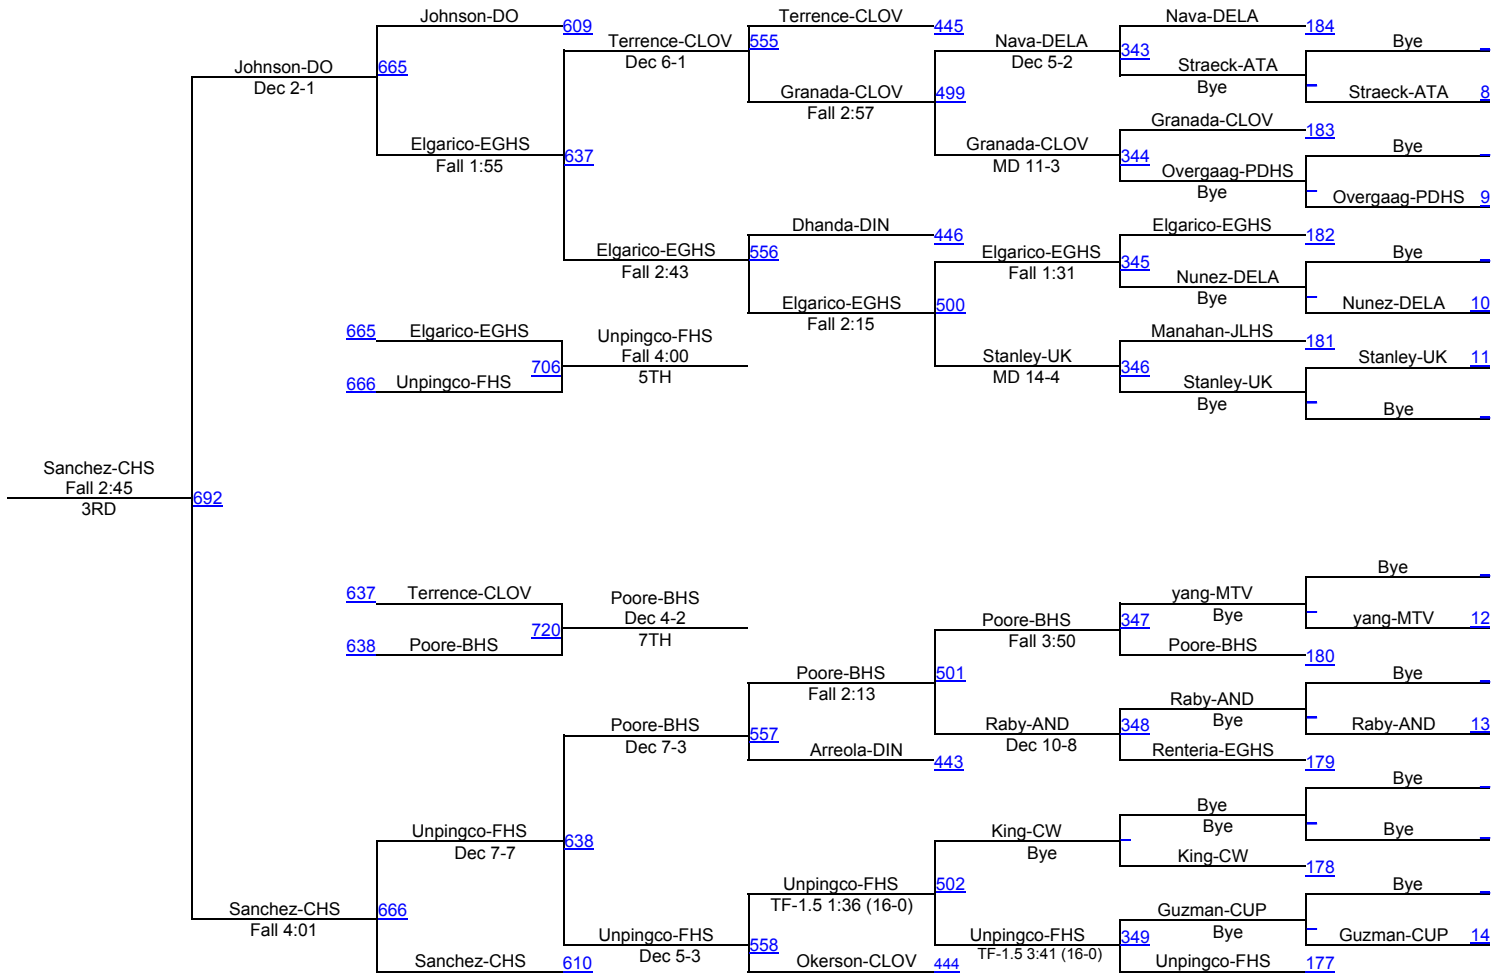 Johnson-DO
609
Terrence-CLOV
445
Nava-DELA
184
Terrence-CLOV
Dec 6-1
555
Nava-DELA
Dec 5-2
343
Bye
Johnson-DO
Dec 2-1
665
Straeck-ATA
Bye
Granada-CLOV
Fall 2:57
499
Straeck-ATA 8
Granada-CLOV
183
Elgarico-EGHS
Fall 1:55
637
Granada-CLOV
MD 11-3
344
Bye
Overgaag-PDHS
Bye
Overgaag-PDHS 9
Dhanda-DIN
446
Elgarico-EGHS
182
Elgarico-EGHS
Fall 2:43
556
Elgarico-EGHS
Fall 1:31
345
Bye
Nunez-DELA
Bye
Elgarico-EGHS
Fall 2:15
500
Nunez-DELA 10
665 Elgarico-EGHS
Unpingco-FHS
Fall 4:00
5TH
706
666 Unpingco-FHS
Manahan-JLHS
181
Stanley-UK
MD 14-4
346
Stanley-UK 11
Stanley-UK
Bye
Bye
Sanchez-CHS
Fall 2:45
3RD
692
637 Terrence-CLOV
Poore-BHS
Dec 4-2
7TH
720
638 Poore-BHS
Bye
yang-MTV
Bye
yang-MTV 12
Poore-BHS
Fall 3:50
347
Poore-BHS
180
Poore-BHS
Fall 2:13
501
Bye
Raby-AND
Bye
Raby-AND 13
Poore-BHS
Dec 7-3
557
Raby-AND
Dec 10-8
348
Arreola-DIN
443
Renteria-EGHS
179
Bye
Bye
Bye
Bye
Unpingco-FHS
Dec 7-7
638
King-CW
Bye
King-CW
178
Unpingco-FHS
TF-1.5 1:36 (16-0)
502
Bye
Sanchez-CHS
Fall 4:01
666
Guzman-CUP
Bye
Guzman-CUP 14
Unpingco-FHS
Dec 5-3
558
Unpingco-FHS
TF-1.5 3:41 (16-0)
349
Sanchez-CHS
610
Okerson-CLOV
444
Unpingco-FHS
177